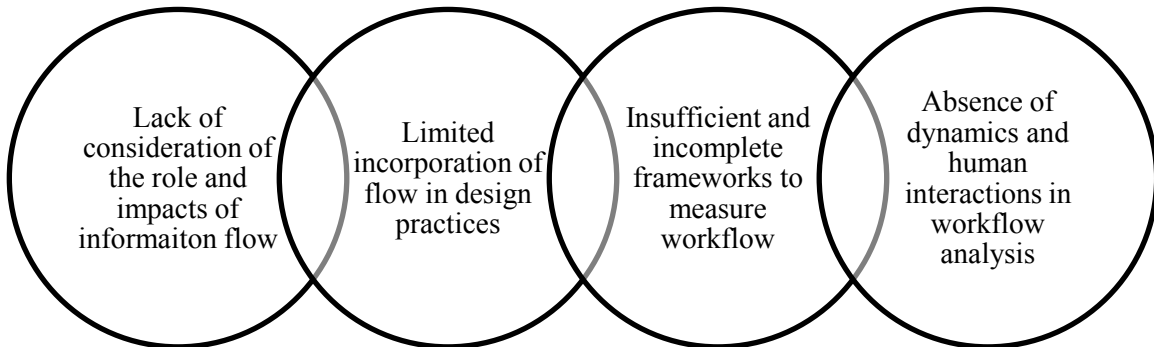 Lack of
consideration of
the role and
impacts of
informaiton flow
Limited
incorporation of
flow in design
practices
Insufficient and
incomplete
frameworks to
measure
workflow
Absence of
dynamics and
human
interactions in
workflow
analysis